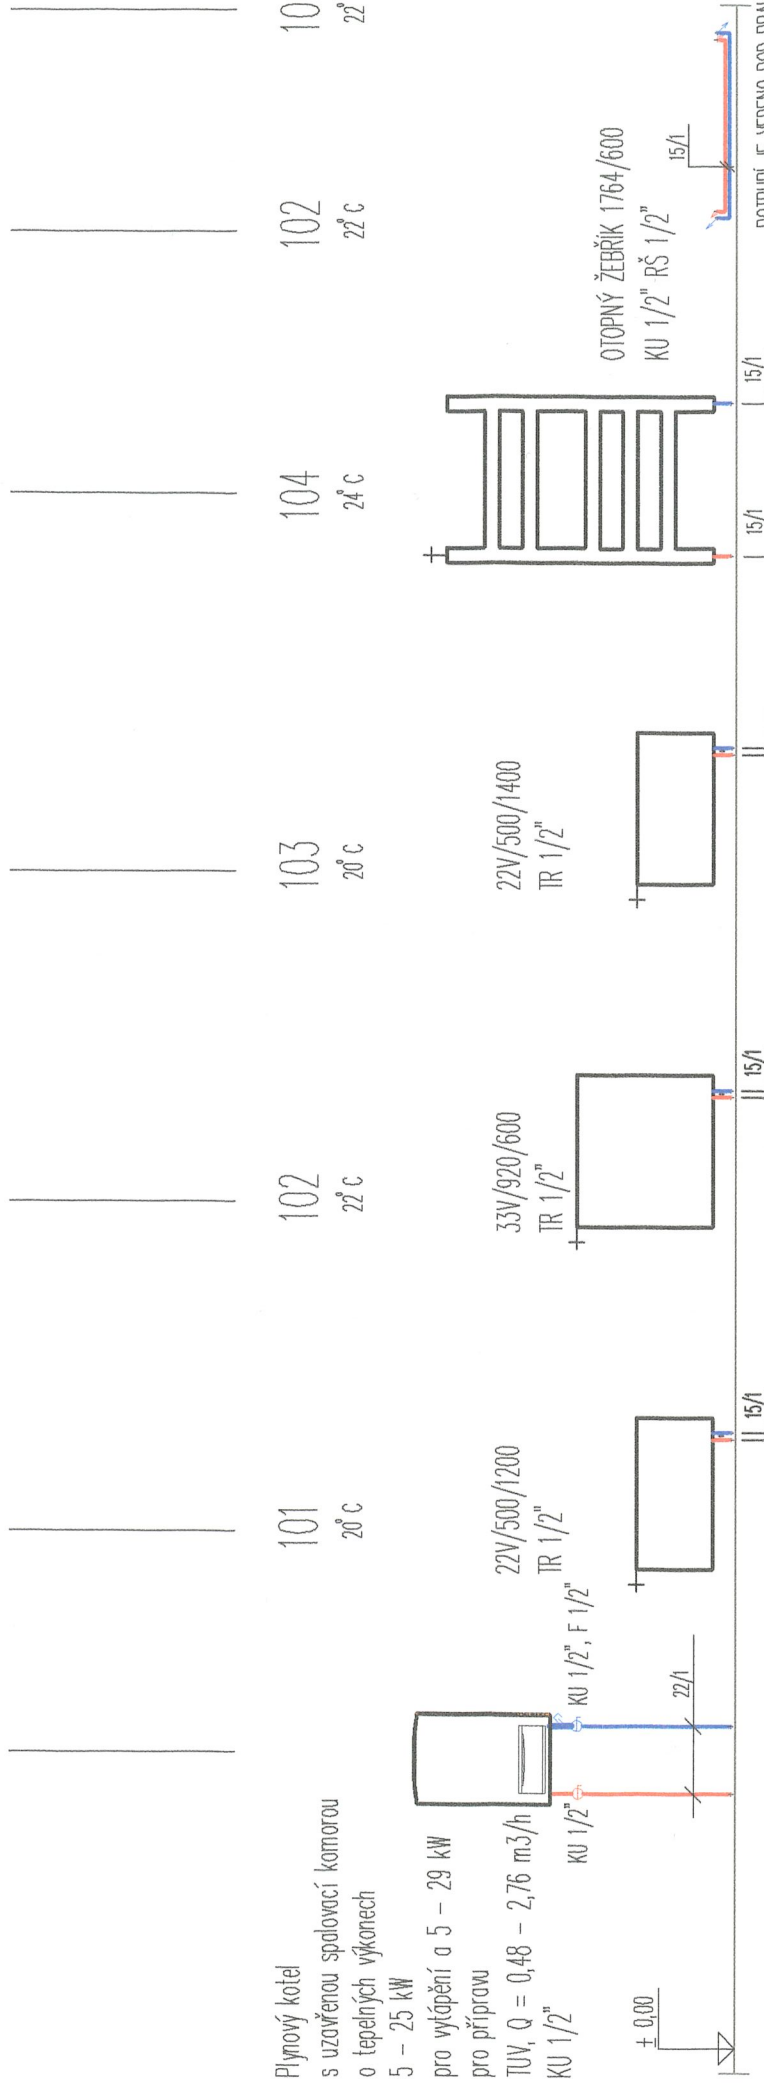 Plynový kotel
s uzavřenou spalovací komorou
o tepelných výkonech
5 - 25 kW
pro vytápění a 5 - 29 kW
pro přípravu
TUV, Q = 0,48 - 2,76 m3/h
KU 1/2"
± 0,00
KU 1/2"
KU 1/2", F 1/2"
22/1
101
20° C
22V/500/1200
TR 1/2"
15/1
102
22° C
33V/920/600
TR 1/2"
15/1
103
20° C
22V/500/1400
TR 1/2"
104
24° C
15/1
15/1
OTOPNÝ ŽEBŘÍK 1764/600
KU 1/2" RŠ 1/2"
102
22° C
15/1
10
22°